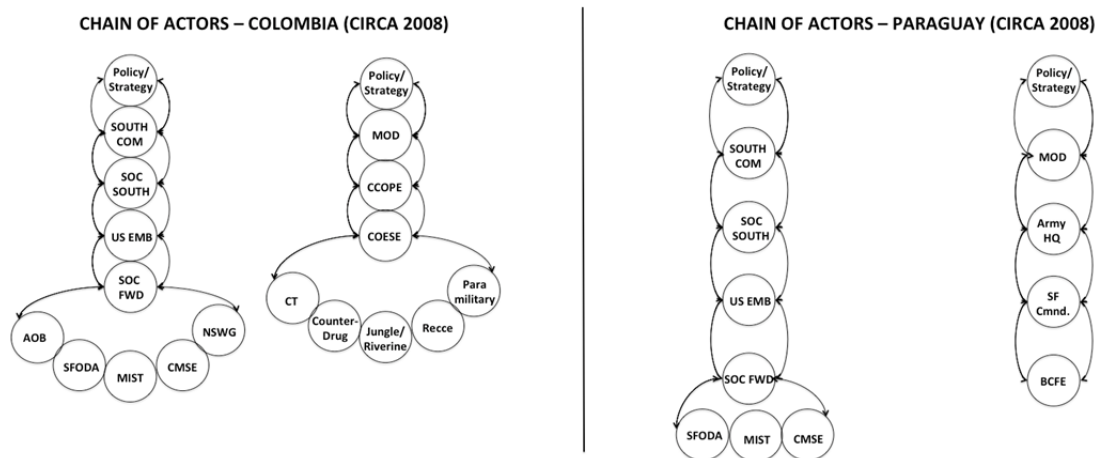 CHAIN OF ACTORS – COLOMBIA (CIRCA 2008)
Policy/
Strategy
SOUTH
COM
SOC
SOUTH
US EMB
SOC
FWD
AOB
SFODA
MIST
CMSE
NSWG
Policy/
Strategy
MOD
CCOPE
COESE
CT
Counter-
Drug
Jungle/
Riverine
Recce
Para
military
CHAIN OF ACTORS – PARAGUAY (CIRCA 2008)
Policy/
Strategy
SOUTH
COM
SOC
SOUTH
US EMB
SOC FWD
SFODA
MIST
CMSE
Policy/
Strategy
MOD
Army
HQ
SF
Cmnd.
BCFE